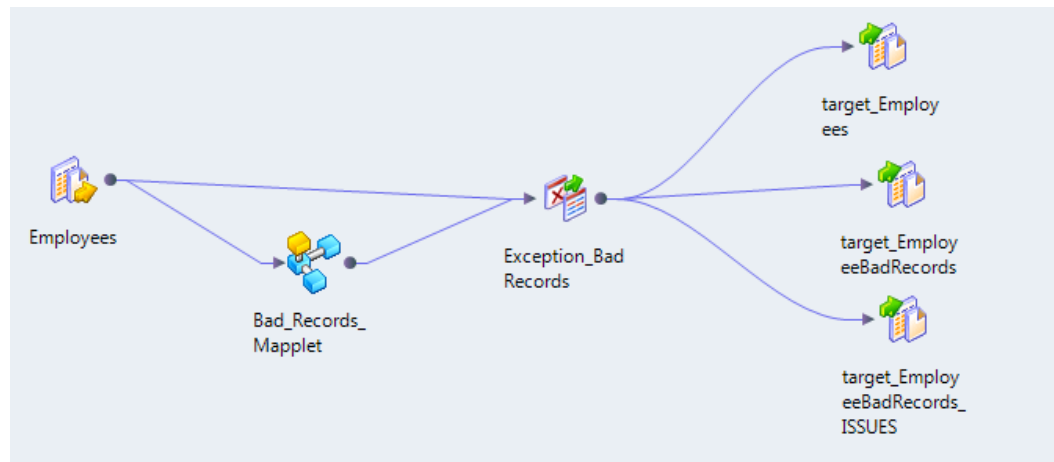 Employees
Bad_Records_
Mapplet
Exception_Bad
Records
target_Employ
ees
target_Employ
eeBadRecords
target_Employ
eeBadRecords_
ISSUES